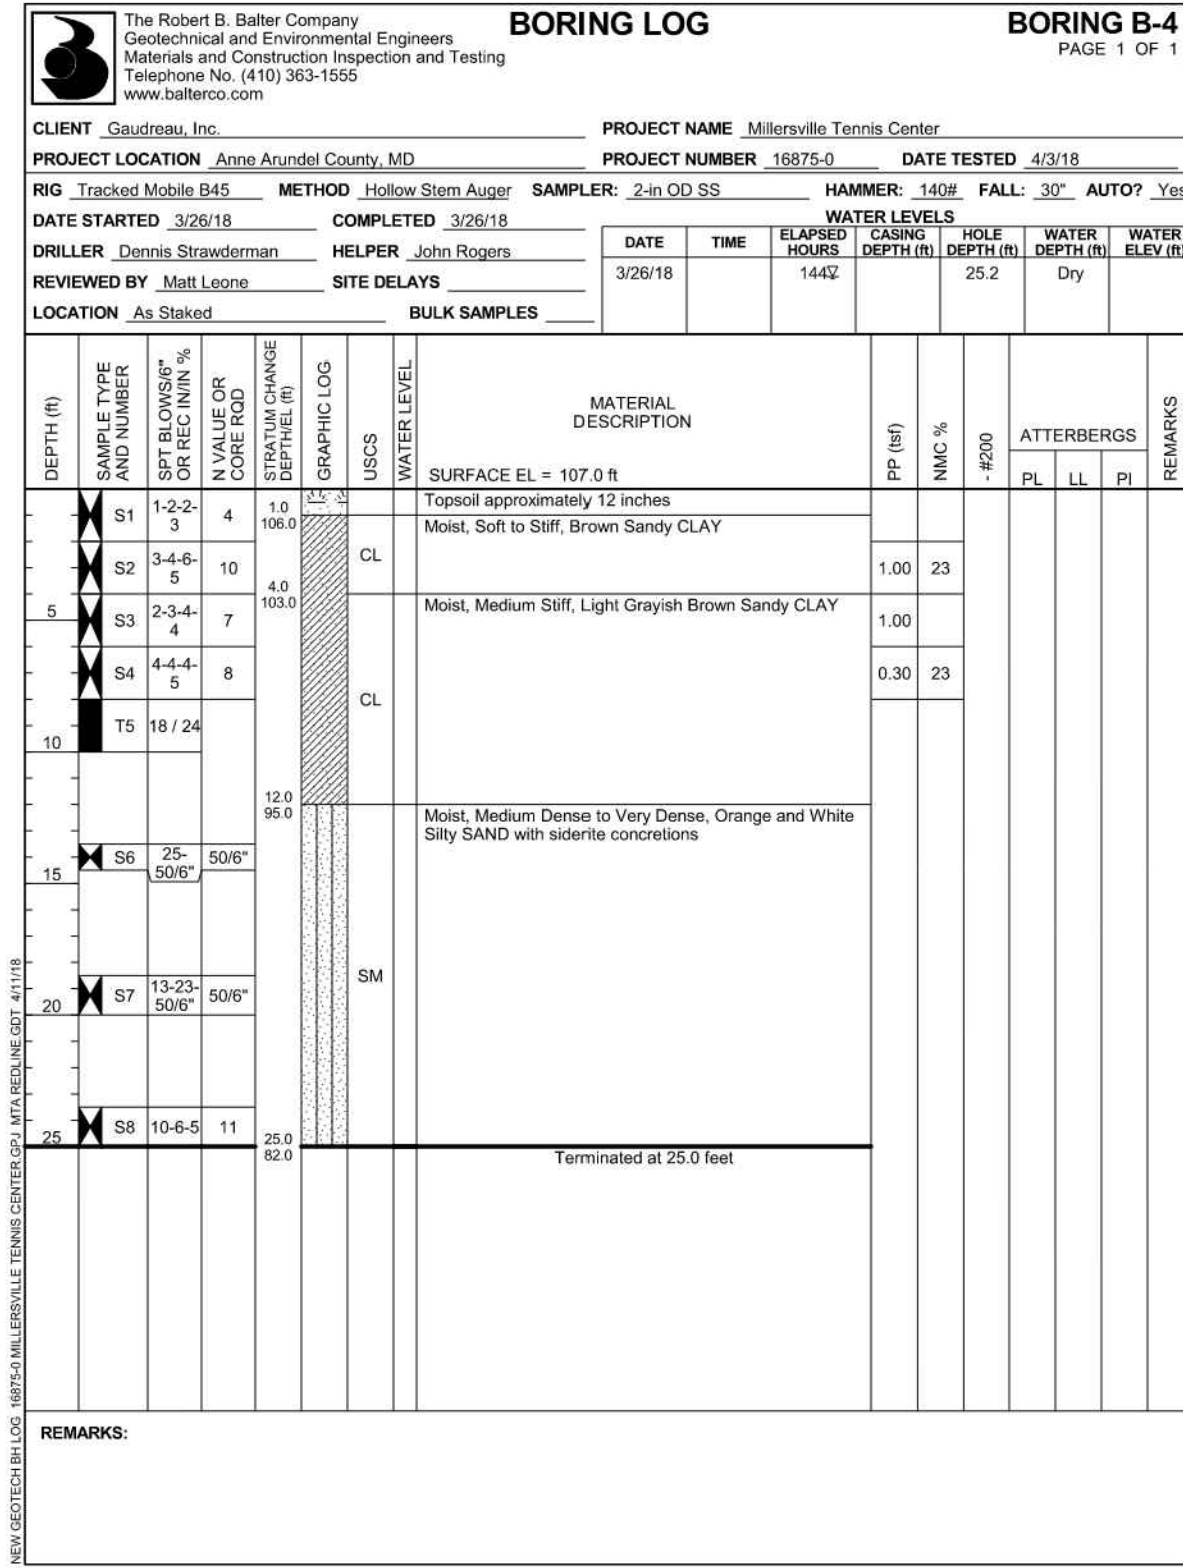 The Robert B. Balter Company
Geotechnical and Environmental Engineers
Materials and Construction Inspection and Testing
Telephone No. (410) 363-1555
www.balterco.com
BORING LOG
BORING B-4
PAGE 1 OF 1
CLIENT Gaudreau, Inc. PROJECT NAME Millersville Tennis Center
PROJECT LOCATION Anne Arundel County, MD PROJECT NUMBER 16875-0 DATE TESTED 4/3/18
RIG Tracked Mobile B45 METHOD Hollow Stem Auger SAMPLER: 2-in OD SS HAMMER: 140# FALL: 30" AUTO? Yes
DATE STARTED 3/26/18 COMPLETED 3/26/18
DRILLER Dennis Strawderman HELPER John Rogers
REVIEWED BY Matt Leone SITE DELAYS
LOCATION As Staked BULK SAMPLES
WATER LEVELS
DATE TIME ELAPSED HOURS CASING DEPTH (ft) HOLE DEPTH (ft) WATER DEPTH (ft) WATER ELEV (ft)
3/26/18 144 25.2 Dry
DEPTH (ft)
SAMPLE TYPE AND NUMBER
SPT BLOWS/6" OR REC IN/IN %
N VALUE OR CORE RQD
STRATUM CHANGE DEPTH/EL (ft)
GRAPHIC LOG
USCS
WATER LEVEL
MATERIAL
DESCRIPTION
SURFACE EL = 107.0 ft
PP (tsf)
NMC %
- #200
ATTERBERGS
PL LL PI
REMARKS
S1 1-2-2-3 4
1.0
106.0
Topsoil approximately 12 inches
Moist, Soft to Stiff, Brown Sandy CLAY
CL
S2 3-4-6-5 10 1.00 23
4.0
103.0
Moist, Medium Stiff, Light Grayish Brown Sandy CLAY
5
S3 2-3-4-4 7 1.00
S4 4-4-4-5 8 0.30 23
CL
T5 18 / 24
10
12.0
95.0
Moist, Medium Dense to Very Dense, Orange and White
Silty SAND with siderite concretions
S6 25-50/6" 50/6"
15
SM
S7 13-23-50/6" 50/6"
20
S8 10-6-5 11
25
25.0
82.0
Terminated at 25.0 feet
REMARKS:
NEW GEOTECH BH LOG 16875-0 MILLERSVILLE TENNIS CENTER.GPJ MTA REDLINE.GDT 4/11/18